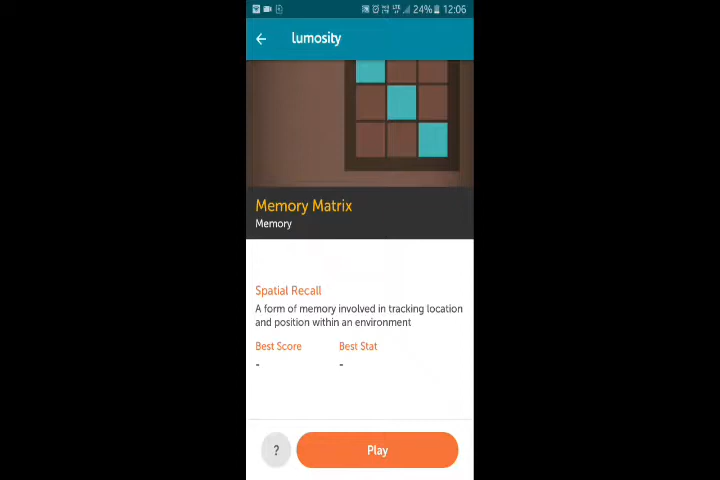 24% 12:06
lumosity
Memory Matrix
Memory
Spatial Recall
A form of memory involved in tracking location
and position within an environment
Best Score Best Stat
- -
? Play